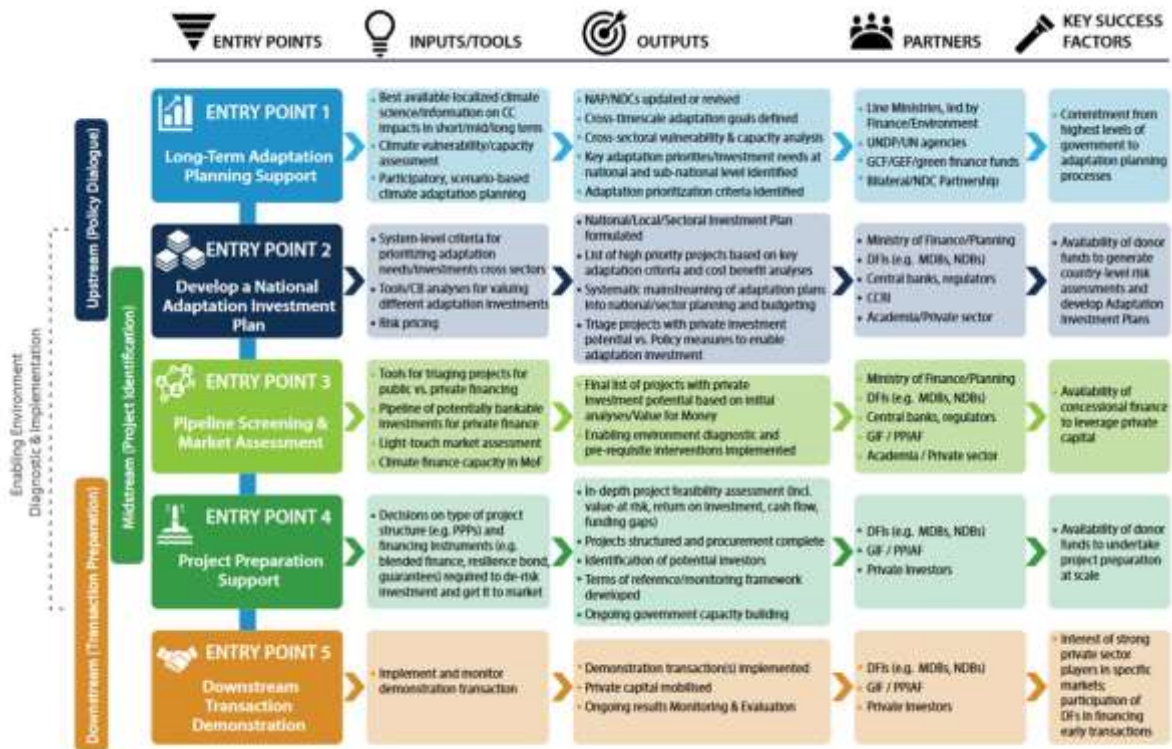 ENTRY POINTS
INPUTS/TOOLS
OUTPUTS
PARTNERS
KEY SUCCESS
FACTORS
Upstream (Policy Dialogue)
Midstream (Project Identification)
Downstream (Transaction Preparation)
Enabling Environment
Diagnostic & Implementation
ENTRY POINT 1
Long-Term Adaptation
Planning Support
• Best available localized climate
science/information on CC
impacts in short/mid/long term
• Climate vulnerability/capacity
assessment
• Participatory, scenario-based
climate adaptation planning
• NAP/NDCs updated or revised
• Cross-timescale adaptation goals defined
• Cross-sectoral vulnerability & capacity analysis
• Key adaptation priorites/investment needs at
national and sub-national level identified
• Adaptation prioritization criteria identified
• Line Ministries, led by
Finance/Environment
• UNDP/UN agencies
• GCF/GEF/green finance funds
• Bilateral/NDC Partnership
• Commitment from
highest levels of
government to
adaptation planning
processes
ENTRY POINT 2
Develop a National
Adaptation Investment
Plan
• System-level criteria for
prioritizing adaptation
needs/investments cross sectors
• Tools/CB analyses for valuing
different adaptation investments
• Risk pricing
• National/Local/Sectoral Investment Plan
formulated
• List of high priority projects based on key
adaptation criteria and cost benefit analyses
• Systematic mainstreaming of adaptation plans
into national/sector planning and budgeting
• Triage projects with private investment
potential vs. Policy measures to enable
adaptation investment
• Ministry of Finance/Planning
• DFIs (e.g. MDBs, NDBs)
• Central banks, regulators
• CCRI
• Academia/Private sector
• Availability of donor
funds to generate
country-level risk
assessments and
develop Adaptation
Investment Plans
ENTRY POINT 3
Pipeline Screening &
Market Assessment
• Tools for triaging projects for
public vs. private financing
• Pipeline of potentially bankable
investments for private finance
• Light-touch market assessment
• Climate finance capacity in MoF
• Final list of projects with private
investment potential based on initial
analyses/Value for Money
• Enabling environment diagnostic and
pre-requisite interventions implemented
• Ministry of Finance/Planning
• DFIs (e.g. MDBs, NDBs)
• Central banks, regulators
• GIF / PPIAF
• Academia / Private sector
• Availability of
concessional finance
to leverage private
capital
ENTRY POINT 4
Project Preparation
Support
• Decisions on type of project
structure (e.g. PPPs) and
financing instruments (e.g.
blended finance, resilience bond,
guarantees) required to de-risk
investment and get it to market
• In-depth project feasibility assessment (incl.
value at risk, return on investment, cash flow,
funding gaps)
• Projects structured and procurement complete
• Identification of potential investors
• Terms of reference/monitoring framework
developed
• Ongoing government capacity building
• DFIs (e.g. MDBs, NDBs)
• GIF / PPIAF
• Private Investors
• Availability of donor
funds to undertake
project preparation
at scale
ENTRY POINT 5
Downstream
Transaction
Demonstration
• Implement and monitor
demonstration transaction
• Demonstration transaction(s) implemented
• Private capital mobilised
• Ongoing results Monitoring & Evaluation
• DFIs (e.g. MDBs, NDBs)
• GIF / PPIAF
• Private Investors
• Interest of strong
private sector
players in specific
markets;
participation of
DFs in financing
early transactions